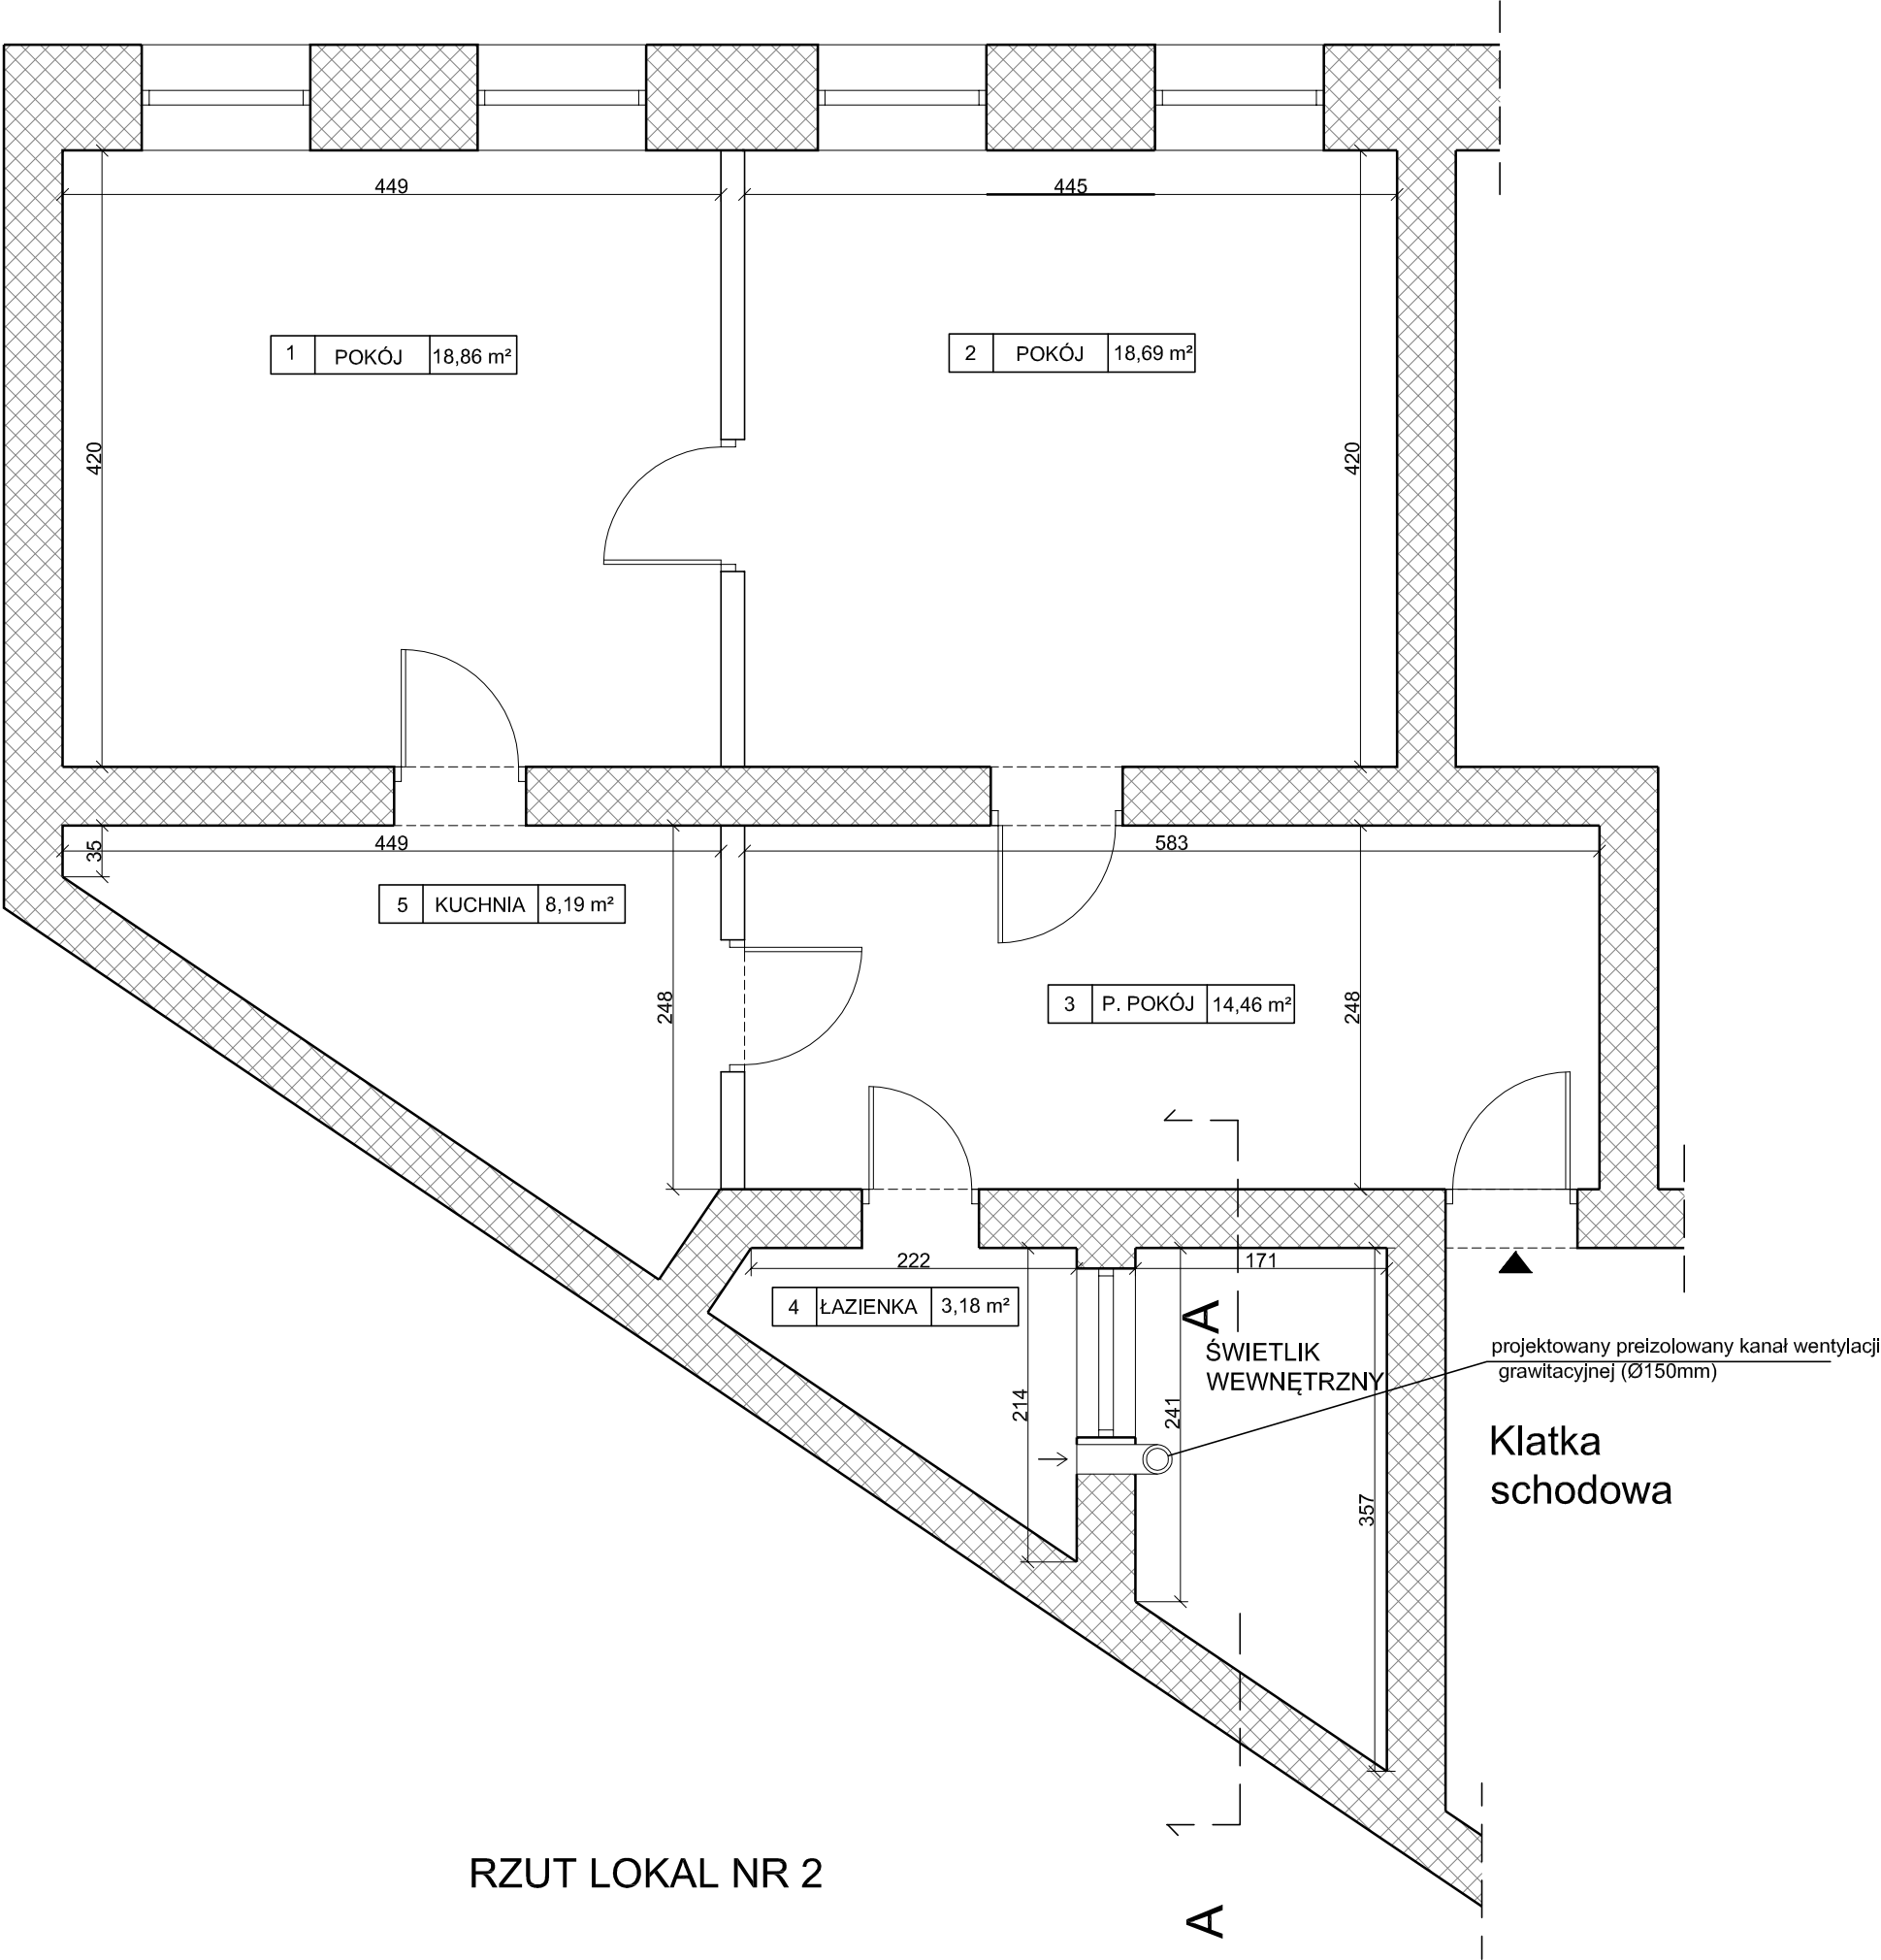 449
445
1 POKÓJ 18,86 m²
2 POKÓJ 18,69 m²
420
420
35
449
583
5 KUCHNIA 8,19 m²
248
3 P. POKÓJ 14,46 m²
248
222
171
4 ŁAZIENKA 3,18 m²
A
ŚWIETLIK
WEWNĘTRZNY
projektowany preizolowany kanał wentylacji
grawitacyjnej (Ø150mm)
214
241
357
Klatka
schodowa
RZUT LOKAL NR 2
A